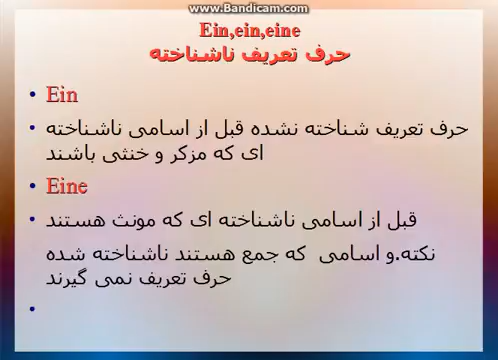 www.Bandicam.com
Ein,ein,eine
حرف تعریف ناشناخته
• Ein
• حرف تعریف شناخته نشده قبل از اسامی ناشناخته
ای که مزکر و خنثی باشند
• Eine
• قبل از اسامی ناشناخته ای که مونث هستند
نکته.و اسامی که جمع هستند ناشناخته شده
حرف تعریف نمی گیرند